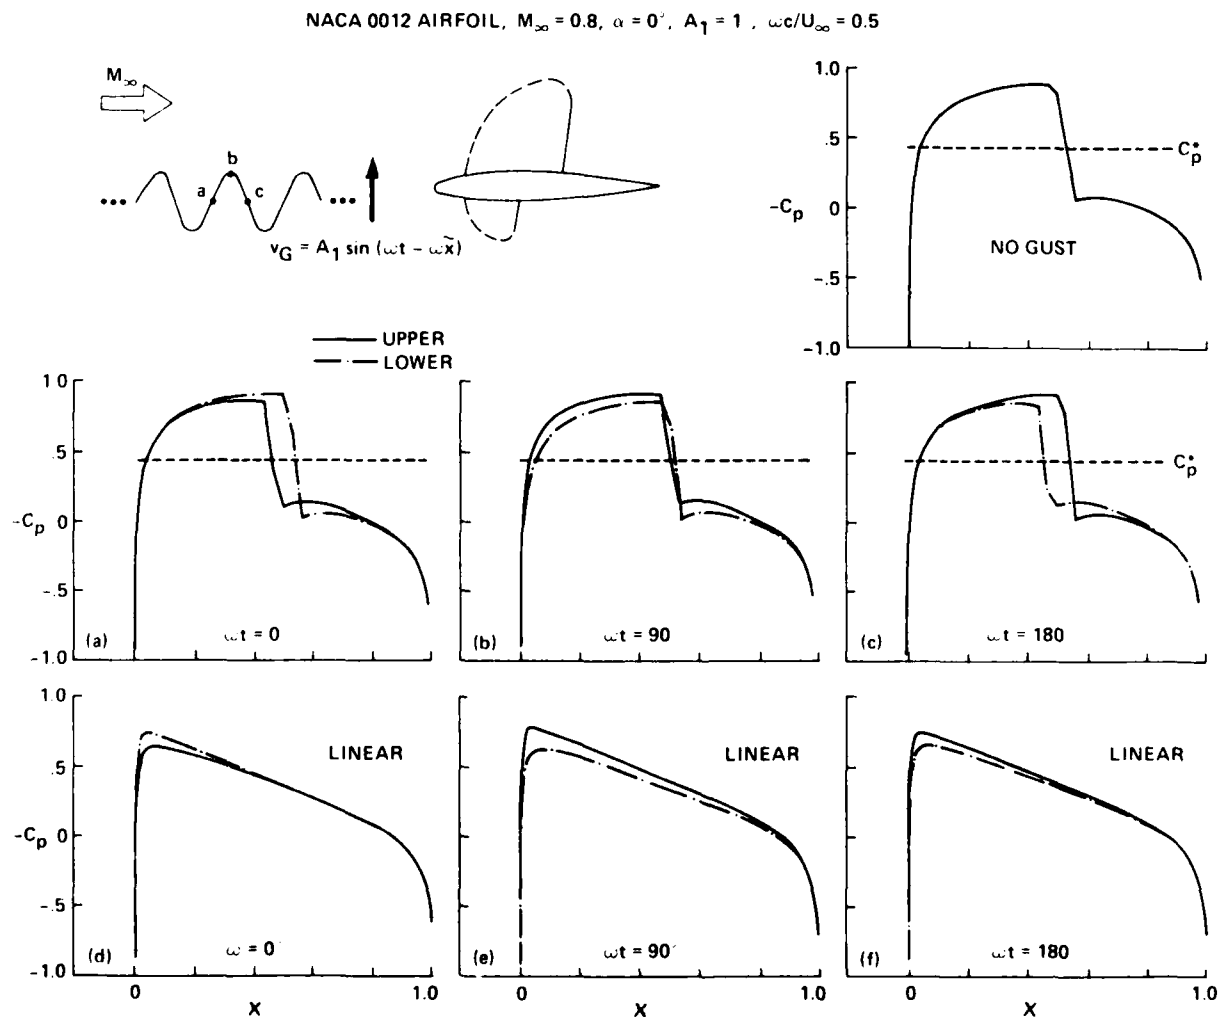 NACA 0012 AIRFOIL, M∞ = 0.8, α = 0°, A1 = 1 , ωc/U∞ = 0.5
M∞
a
b
c
vG = A1 sin (ωt − ωx̃)
1.0
.5
-Cp 0
-.5
-1.0
Cp*
NO GUST
UPPER
LOWER
1 0
.5
-Cp 0
-.5
-1.0
(a)
ωt = 0
(b)
ωt = 90
(c)
ωt = 180
Cp*
1.0
.5
-Cp 0
-.5
-1.0
LINEAR
(d)
ω = 0°
LINEAR
(e)
ωt = 90°
LINEAR
(f)
ωt = 180
0 1.0
x
0 1.0
x
0 1.0
x